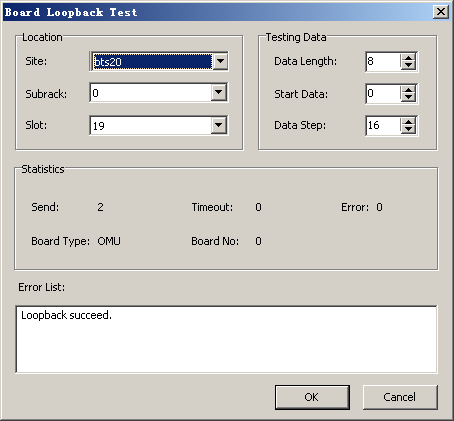 Board Loopback Test
Location
Site: bts20
Subrack: 0
Slot: 19
Testing Data
Data Length: 8
Start Data: 0
Data Step: 16
Statistics
Send: 2 Timeout: 0 Error: 0
Board Type: OMU Board No: 0
Error List:
Loopback succeed.
OK Cancel